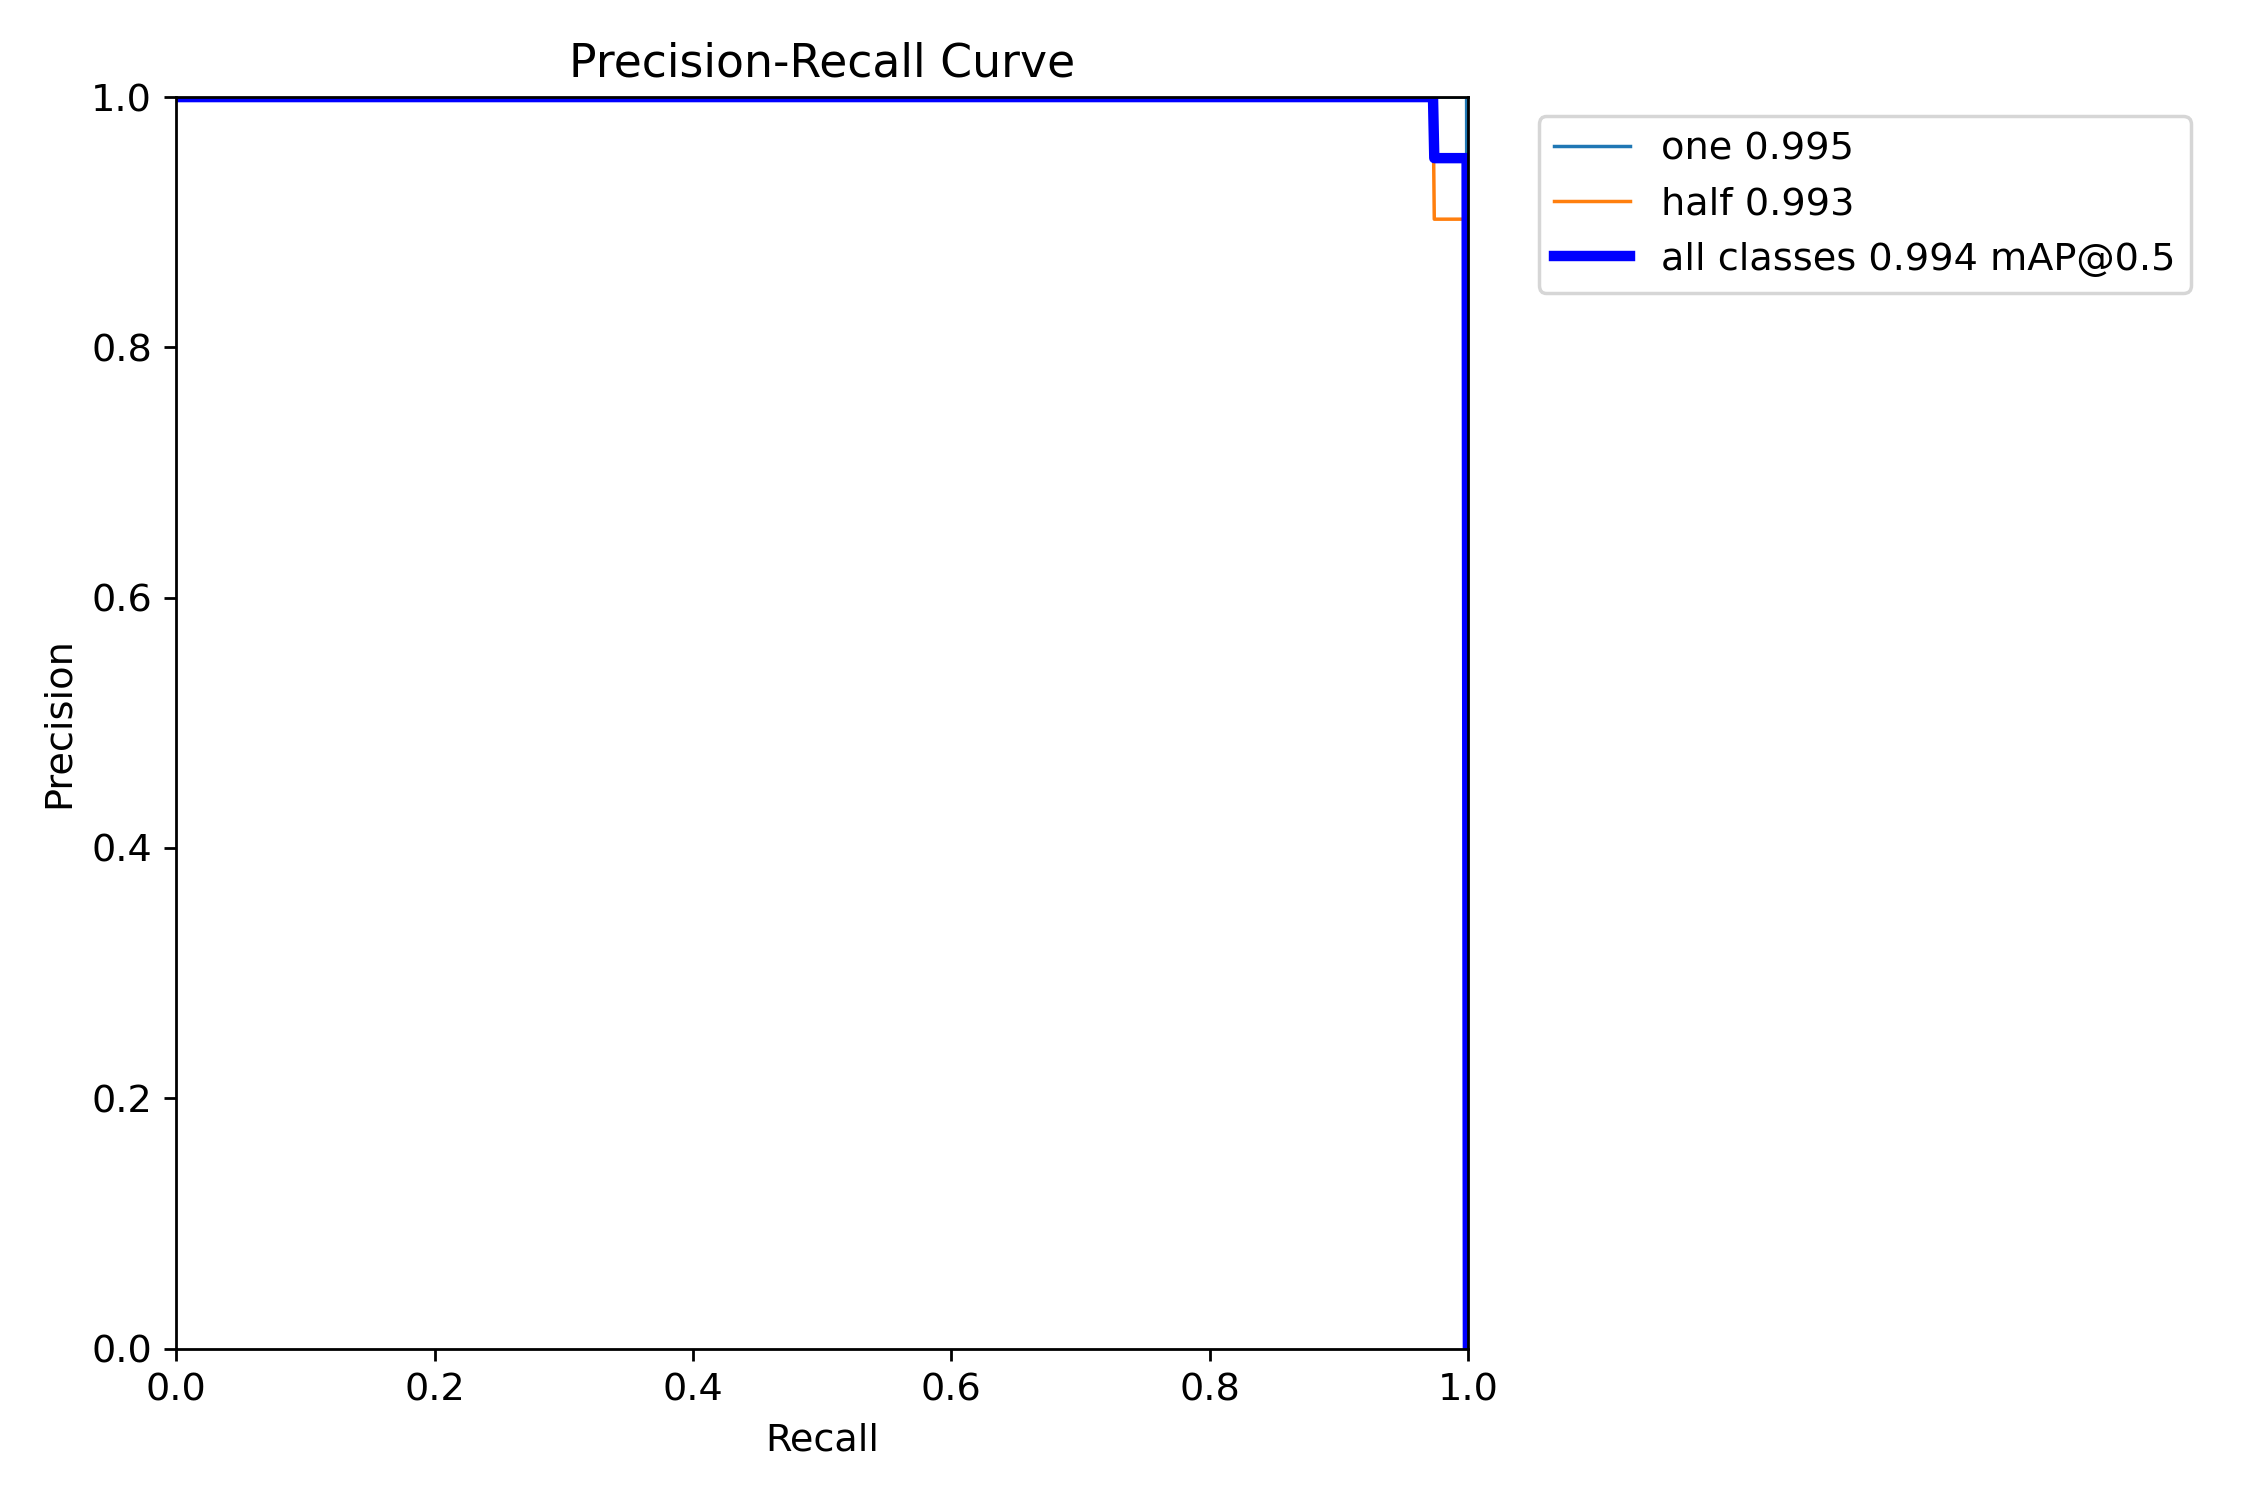 Precision-Recall Curve
1.0
0.8
0.6
0.4
0.2
0.0
Precision
0.0 0.2 0.4 0.6 0.8 1.0
Recall
one 0.995
half 0.993
all classes 0.994 mAP@0.5